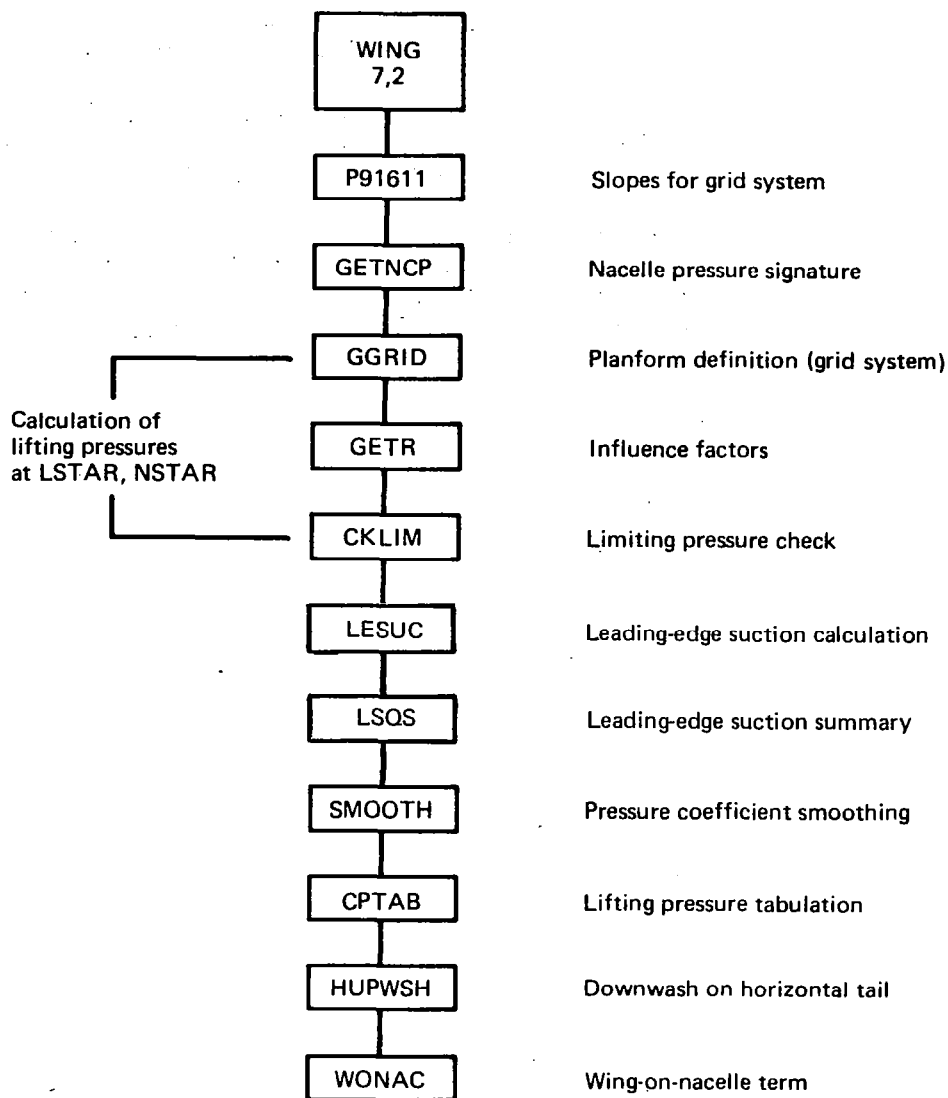 WING
7,2
P91611 Slopes for grid system
GETNCP Nacelle pressure signature
GGRID Planform definition (grid system)
Calculation of
lifting pressures
at LSTAR, NSTAR
GETR Influence factors
CKLIM Limiting pressure check
LESUC Leading-edge suction calculation
LSQS Leading-edge suction summary
SMOOTH Pressure coefficient smoothing
CPTAB Lifting pressure tabulation
HUPWSH Downwash on horizontal tail
WONAC Wing-on-nacelle term